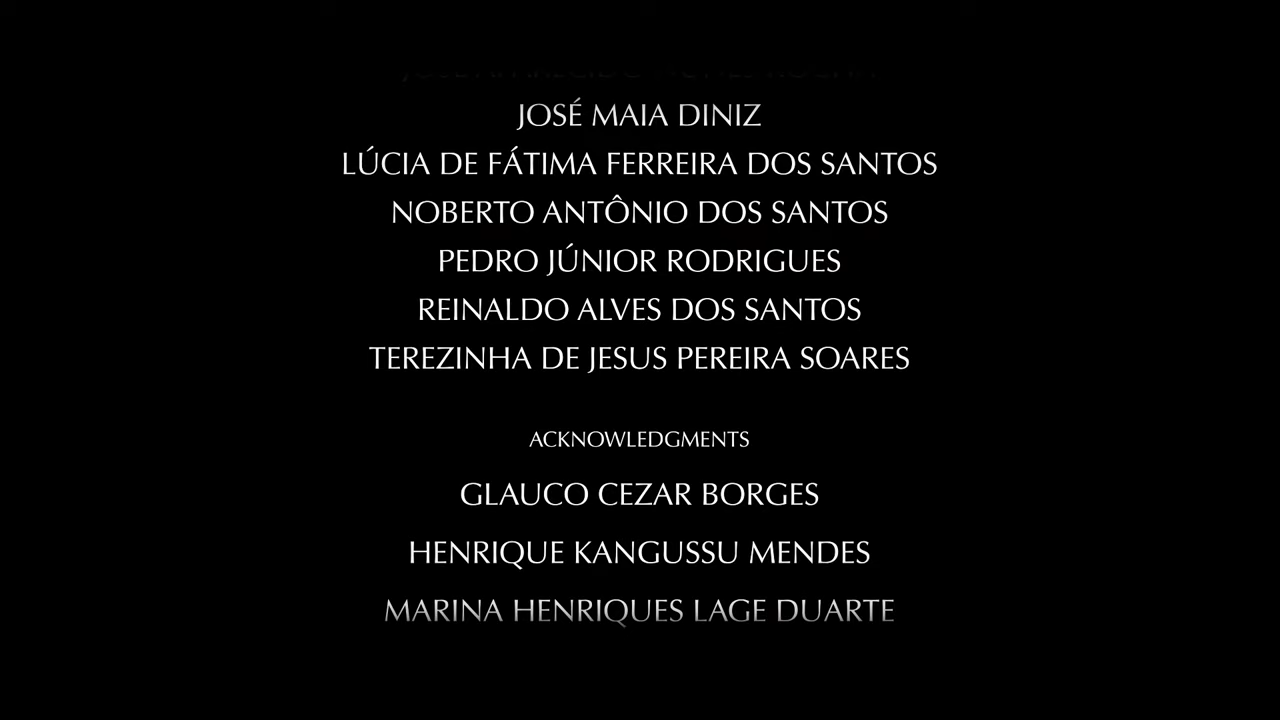 JOSÉ MAIA DINIZ
LÚCIA DE FÁTIMA FERREIRA DOS SANTOS
NOBERTO ANTÔNIO DOS SANTOS
PEDRO JÚNIOR RODRIGUES
REINALDO ALVES DOS SANTOS
TEREZINHA DE JESUS PEREIRA SOARES
ACKNOWLEDGMENTS
GLAUCO CEZAR BORGES
HENRIQUE KANGUSSU MENDES
MARINA HENRIQUES LAGE DUARTE